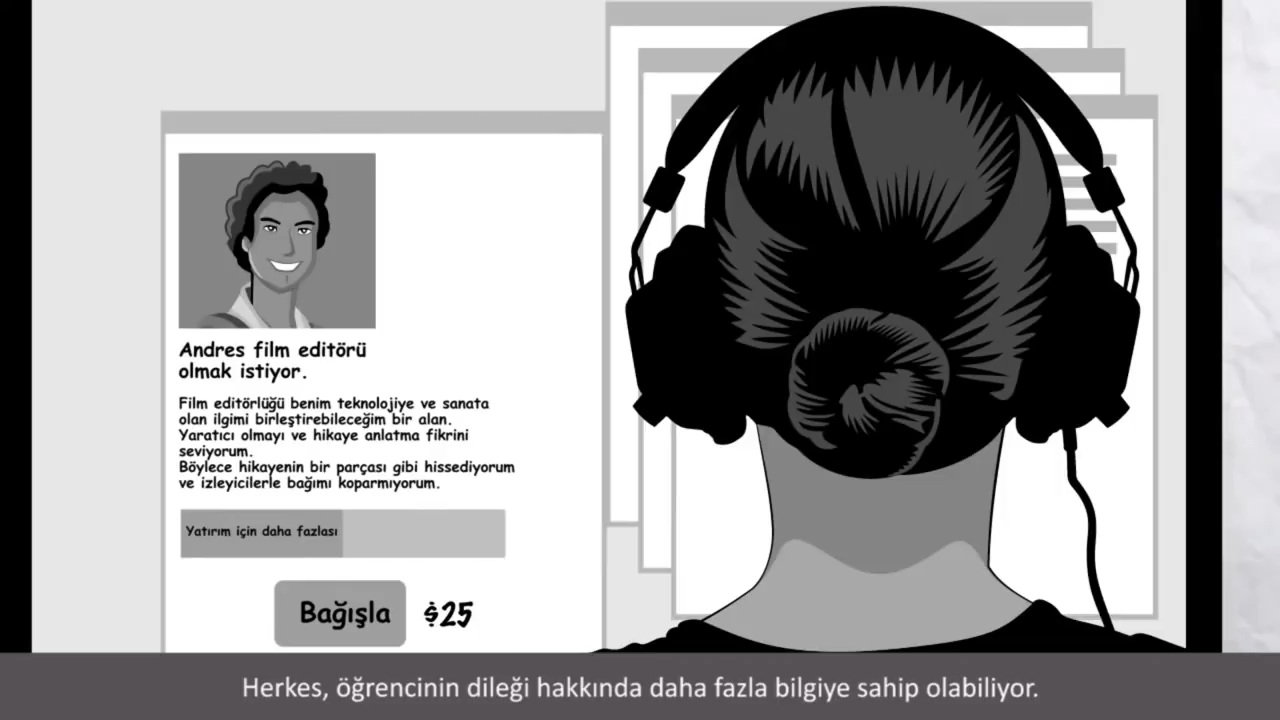 Andres film editörü
olmak istiyor.
Film editörlüğü benim teknolojiye ve sanata
olan ilgimi birleştirebileceğim bir alan.
Yaratıcı olmayı ve hikaye anlatma fikrini
seviyorum.
Böylece hikayenin bir parçası gibi hissediyorum
ve izleyicilerle bağımı koparmıyorum.
Yatırım için daha fazlası
Bağışla $25
Herkes, öğrencinin dileği hakkında daha fazla bilgiye sahip olabiliyor.